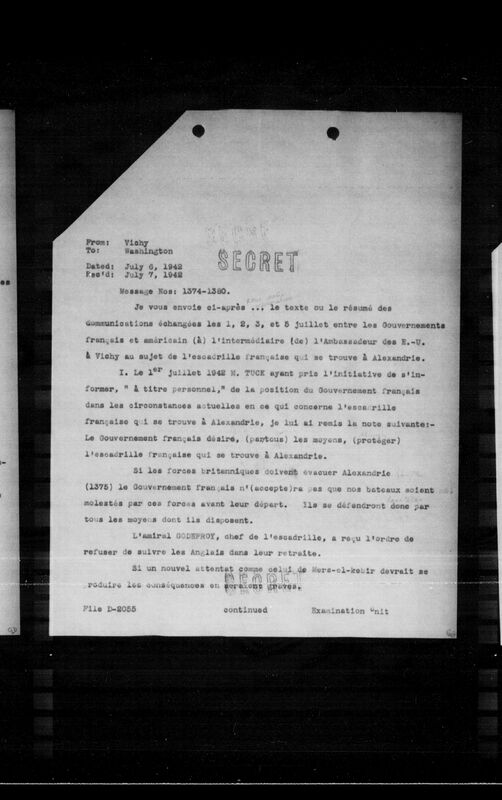 SECRET
From: Vichy
To: Washington
SECRET
Dated: July 6, 1942
Rec'd: July 7, 1942
Message Nos: 1374-1380.
Je vous envoie ci-après ... le texte ou le résumé des
Communications échangées les 1, 2, 3, et 5 juillet entre les Gouvernements
français et américain (à) l'intermédiaire (de) l'Ambassadeur des E.-U.
à Vichy au sujet de l'escadrille française qui se trouve à Alexandrie.
I. Le 1er juillet 1942 M. TUCK ayant pris l'initiative de s'in-
former, " à titre personnel," de la position du Gouvernement français
dans les circonstances actuelles en ce qui concerne l'escadrille
française qui se trouve à Alexandrie, je lui ai remis la note suivante:-
Le Gouvernement français désire, (par tous) les moyens, (protéger)
l'escadrille française qui se trouve à Alexandrie.
Si les forces britanniques doivent évacuer Alexandrie
(1375) le Gouvernement français n'(accepte)ra pas que nos bateaux soient
molestés par ces forces avant leur départ. Ils se défendront donc par
tous les moyens dont ils disposent.
L'amiral GODEFROY, chef de l'escadrille, a reçu l'ordre de
refuser de suivre les Anglais dans leur retraite.
Si un nouvel attentat comme celui de Mers-el-kebir devrait se
produire les conséquences en seraient graves.
SECRET
File D-2055 continued Examination Unit